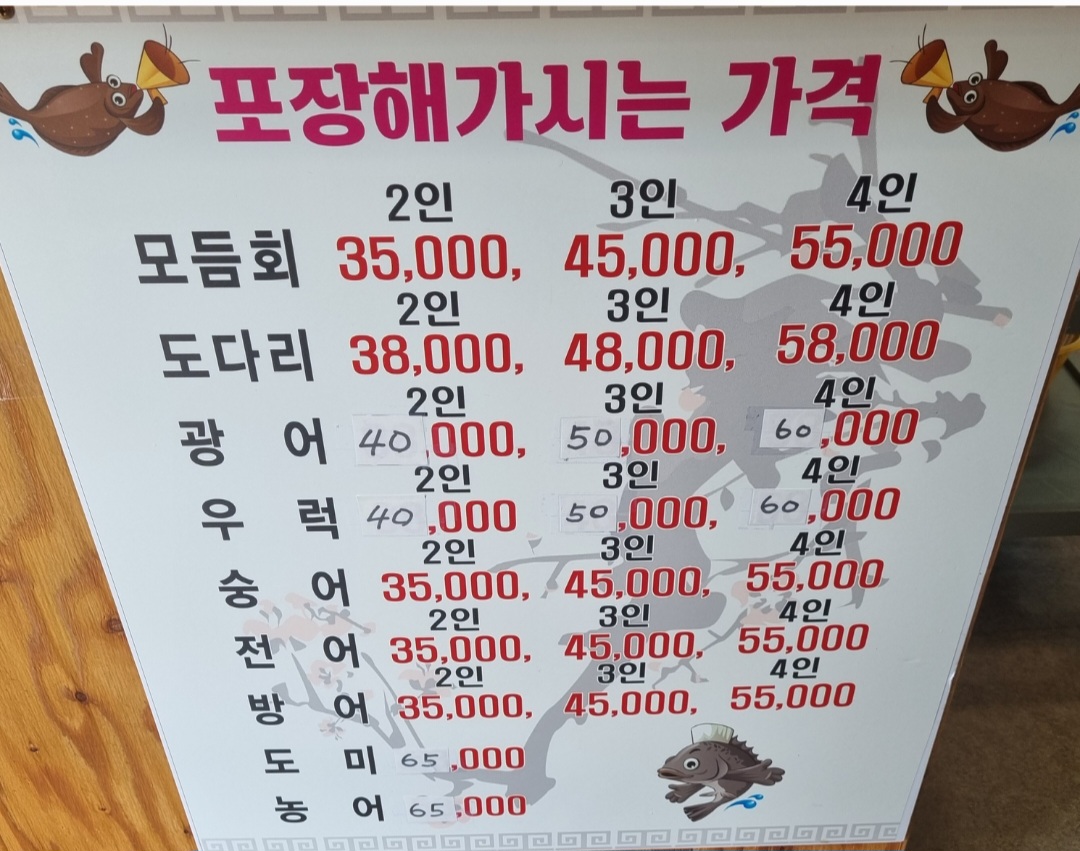 포장해가시는 가격
2인 3인 4인
모듬회 35,000, 45,000, 55,000
2인 3인 4인
도다리 38,000, 48,000, 58,000
2인 3인 4인
광어 40,000, 50,000, 60,000
2인 3인 4인
우럭 40,000 50,000, 60,000
2인 3인 4인
숭어 35,000, 45,000, 55,000
2인 3인 4인
전어 35,000, 45,000, 55,000
2인 3인 4인
방어 35,000, 45,000, 55,000
도미 65,000
농어 65,000